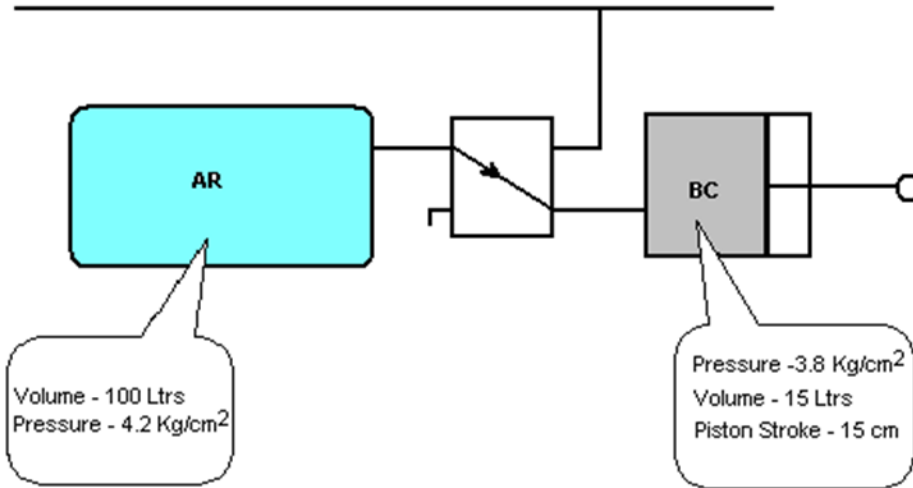 AR
BC
Volume - 100 Ltrs
Pressure - 4.2 Kg/cm²
Pressure -3.8 Kg/cm²
Volume - 15 Ltrs
Piston Stroke - 15 cm